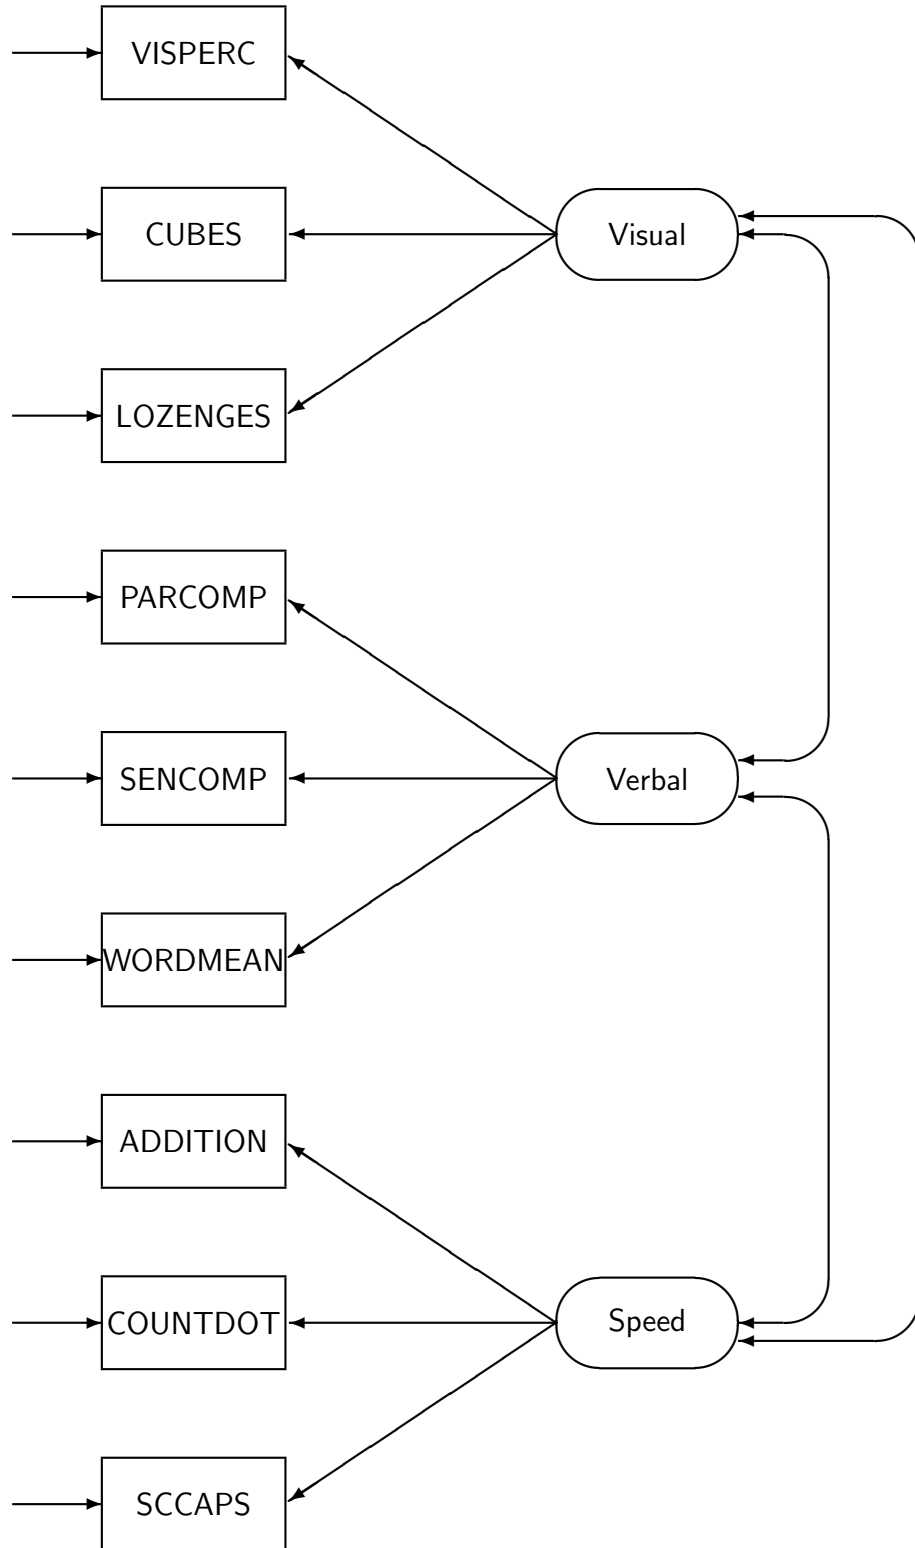 VISPERC
CUBES
Visual
LOZENGES
PARCOMP
SENCOMP
Verbal
WORDMEAN
ADDITION
COUNTDOT
Speed
SCCAPS